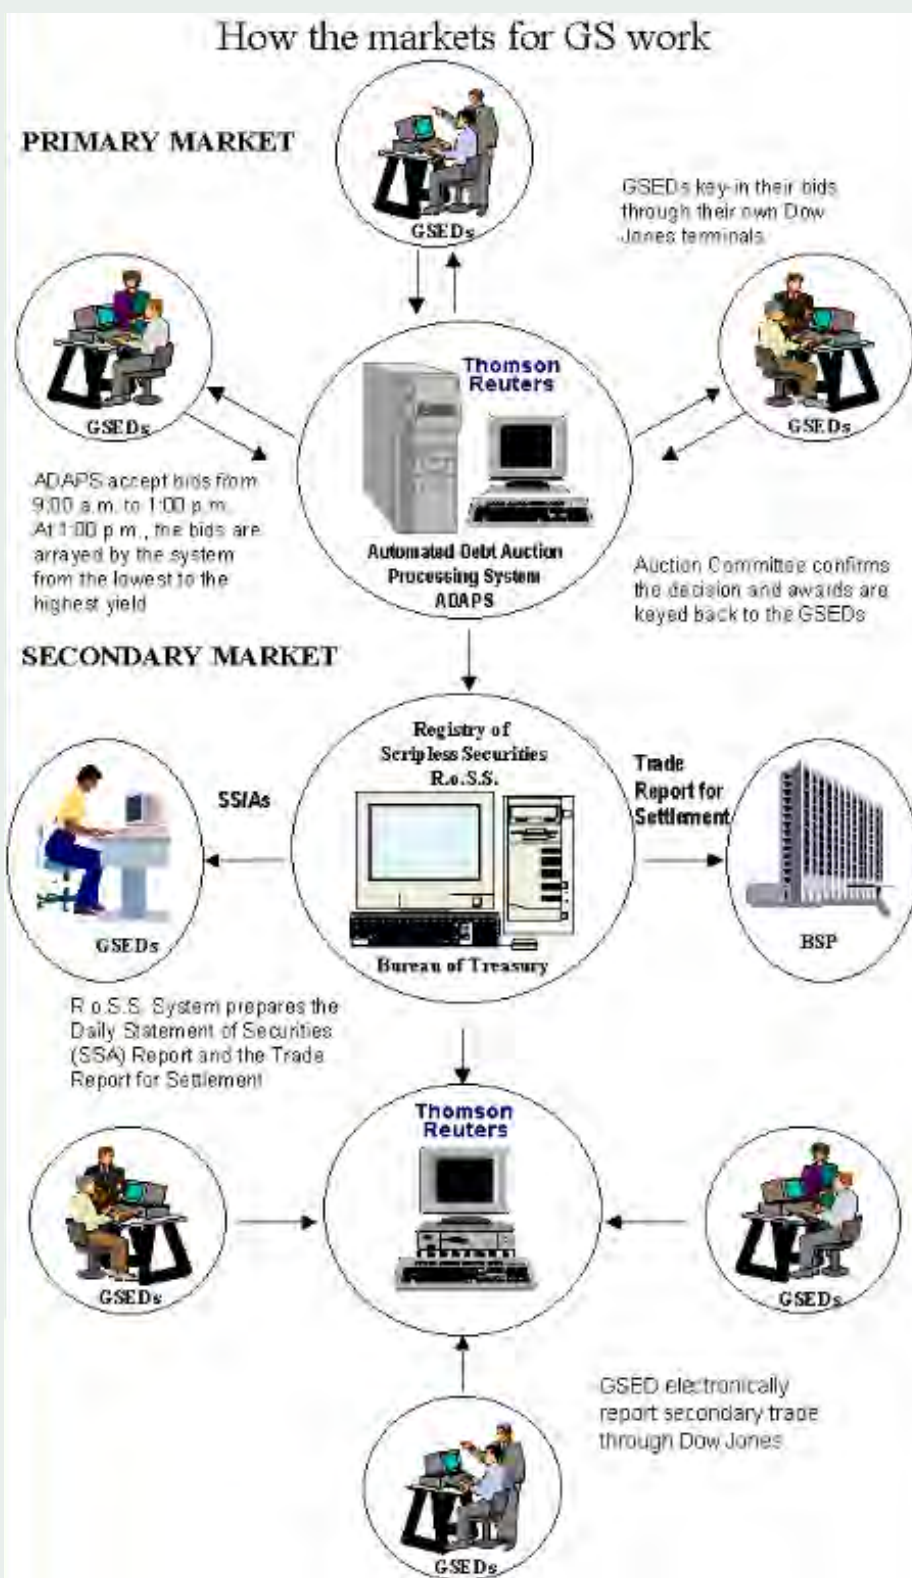 How the markets for GS work
PRIMARY MARKET
GSEDs
GSEDs key-in their bids
through their own Dow
Jones terminals
GSEDs
Thomson
Reuters
GSEDs
Automated Debt Auction
Processing System
ADAPS
ADAPS accept bids from
9:00 a.m. to 1:00 p.m.
At 1:00 p.m., the bids are
arrayed by the system
from the lowest to the
highest yield
Auction Committee confirms
the decision and awards are
keyed back to the GSEDs
SECONDARY MARKET
Registry of
Scripless Securities
R.o.S.S.
SS/As
Trade
Report for
Settlement
GSEDs
Bureau of Treasury
BSP
R.o.S.S. System prepares the
Daily Statement of Securities
(SSA) Report and the Trade
Report for Settlement
Thomson
Reuters
GSEDs
GSEDs
GSED electronically
report secondary trade
through Dow Jones
GSEDs